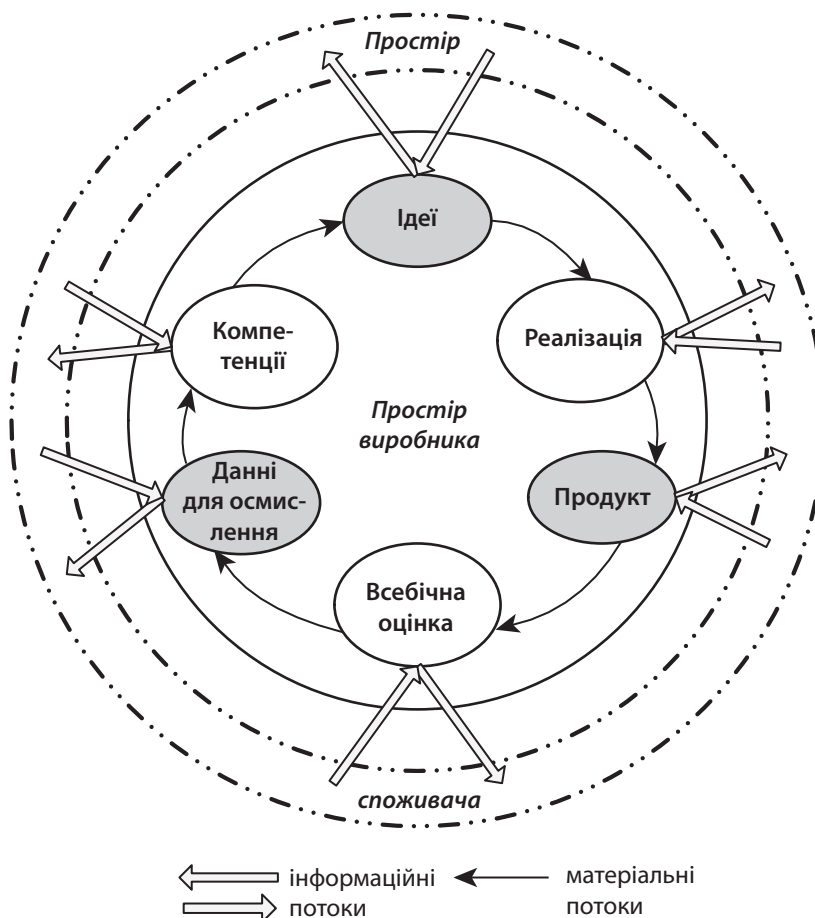 Простір
Ідеї
Компе-
тенції
Реалізація
Простір
виробника
Данні
для осмис-
лення
Продукт
Всебічна
оцінка
споживача
інформаційні
потоки
матеріальні
потоки